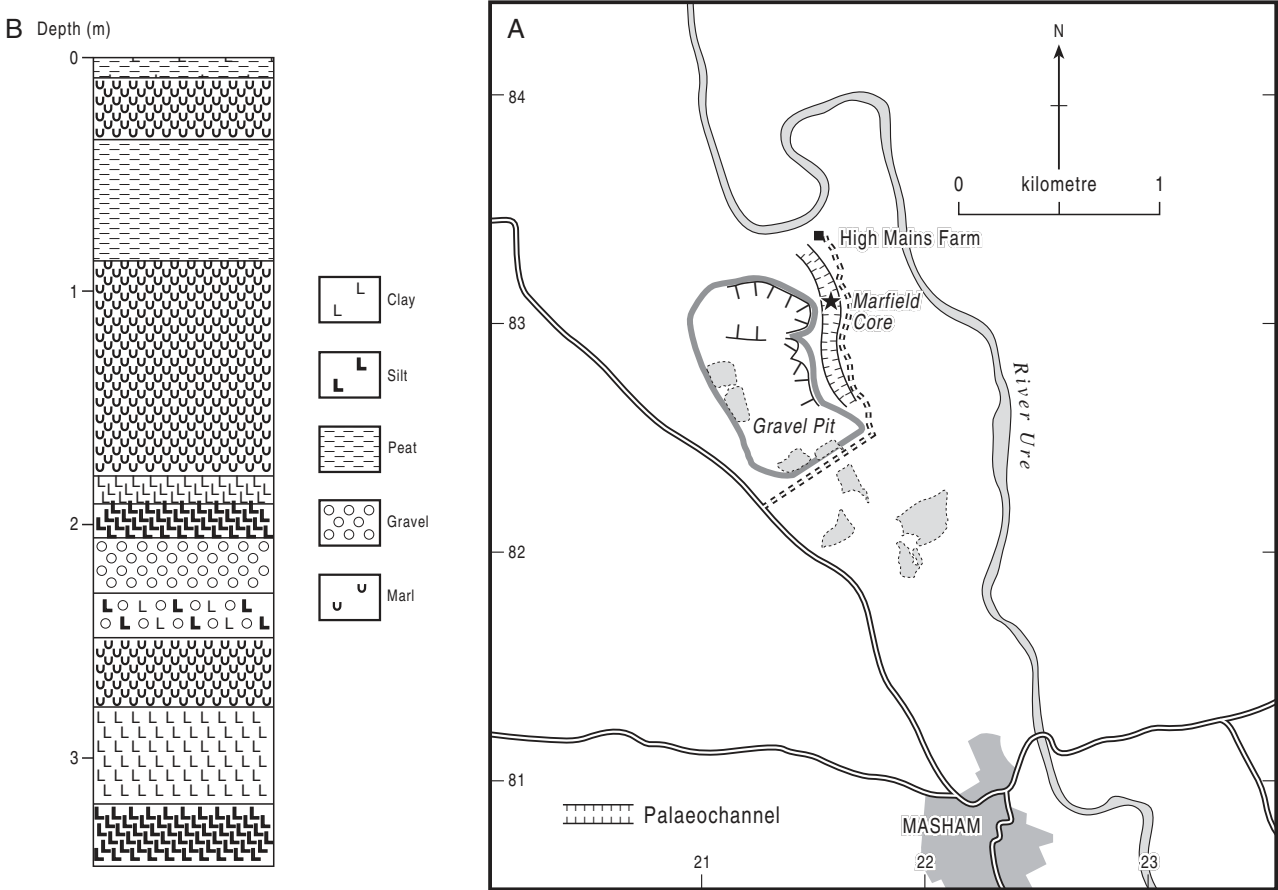 B
Depth (m)
0
1
2
3
Clay
Silt
Peat
Gravel
Marl
A
N
84
83
82
81
0 kilometre 1
High Mains Farm
Marfield
Core
River Ure
Gravel Pit
Palaeochannel
MASHAM
21 22 23